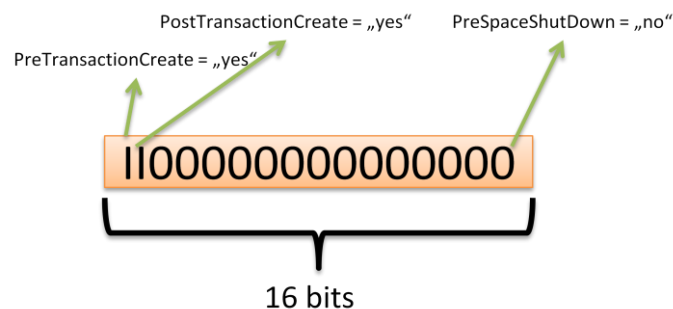 PostTransactionCreate = „yes“
PreSpaceShutDown = „no“
PreTransactionCreate = „yes“
II00000000000000
16 bits